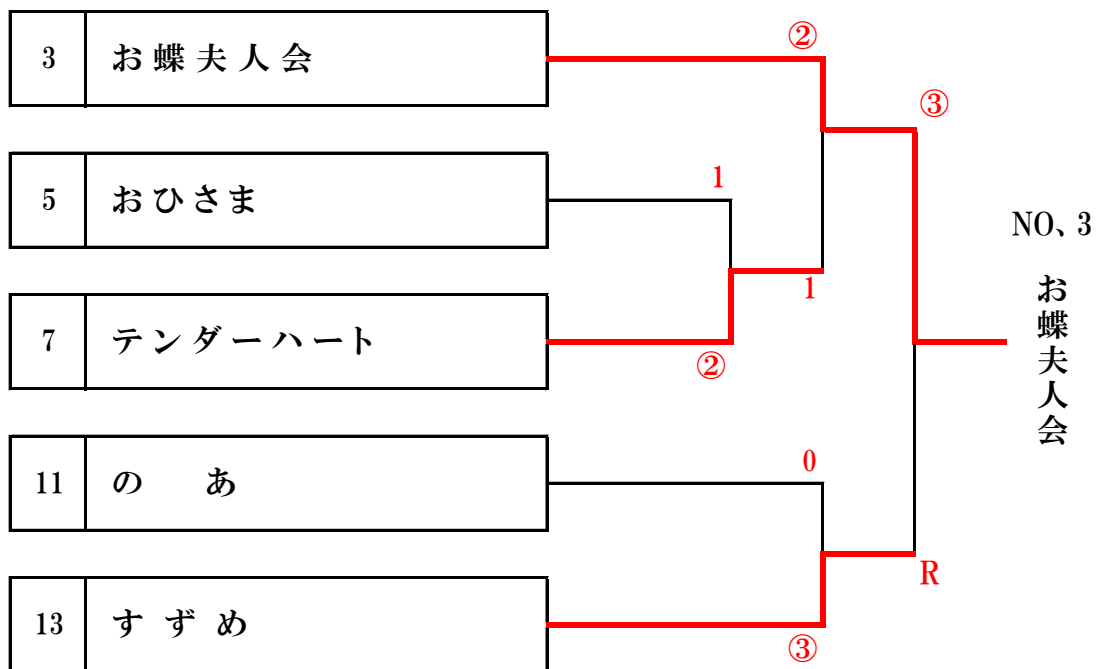 3 お蝶夫人会
②
③
5 おひさま
1
NO、3
お蝶夫人会
1
7 テンダーハート
②
11 のあ
0
R
13 すずめ
③